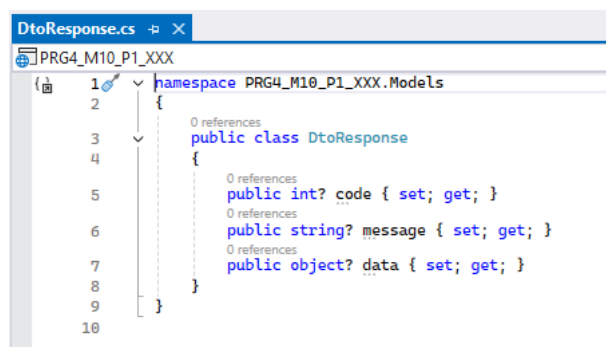 DtoResponse.cs
PRG4_M10_P1_XXX
1 namespace PRG4_M10_P1_XXX.Models
2 {
0 references
3 public class DtoResponse
4 {
0 references
5 public int? code { set; get; }
0 references
6 public string? message { set; get; }
0 references
7 public object? data { set; get; }
8 }
9 }
10